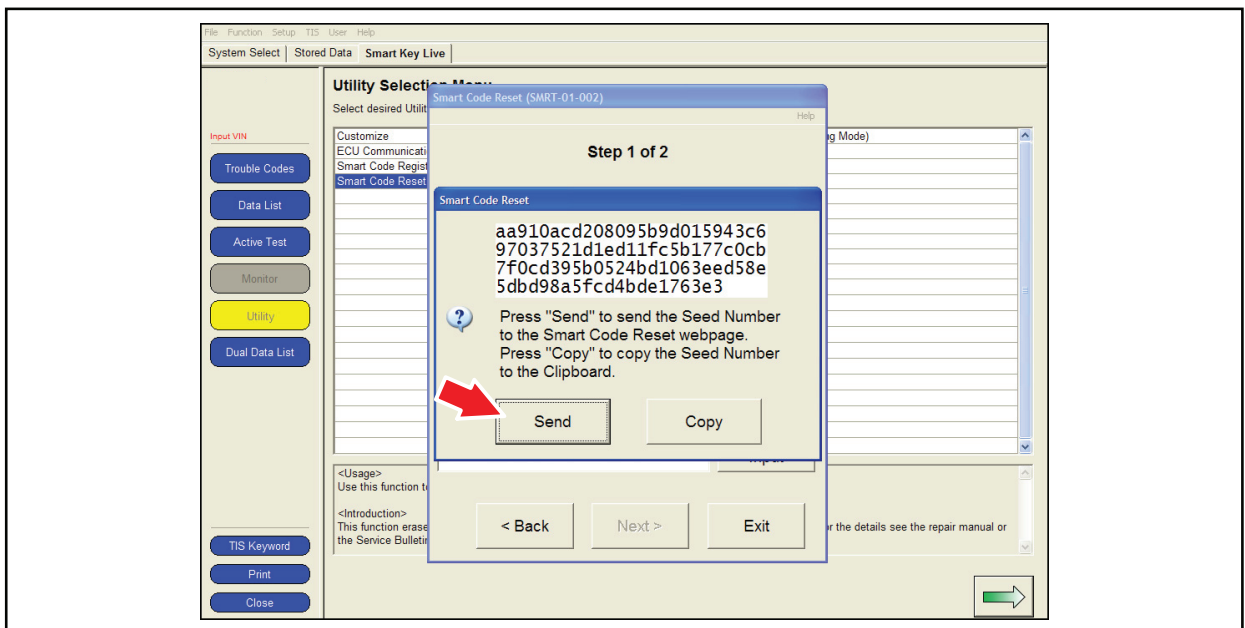 File Function Setup TIS User Help
System Select Stored Data Smart Key Live
Utility Selection Menu
Select desired Utilit
Input VIN
Trouble Codes
Data List
Active Test
Monitor
Utility
Dual Data List
TIS Keyword
Print
Close
Customize
ECU Communicati
Smart Code Regist
Smart Code Reset
g Mode)
Smart Code Reset (SMRT-01-002)
Help
Step 1 of 2
Smart Code Reset
aa910acd208095b9d015943c6
97037521d1ed11fc5b177c0cb
7f0cd395b0524bd1063eed58e
5dbd98a5fcd4bde1763e3
Press "Send" to send the Seed Number
to the Smart Code Reset webpage.
Press "Copy" to copy the Seed Number
to the Clipboard.
Send Copy
< Back Next > Exit
<Usage>
Use this function t
<Introduction>
This function erase
r the details see the repair manual or
the Service Bulletin